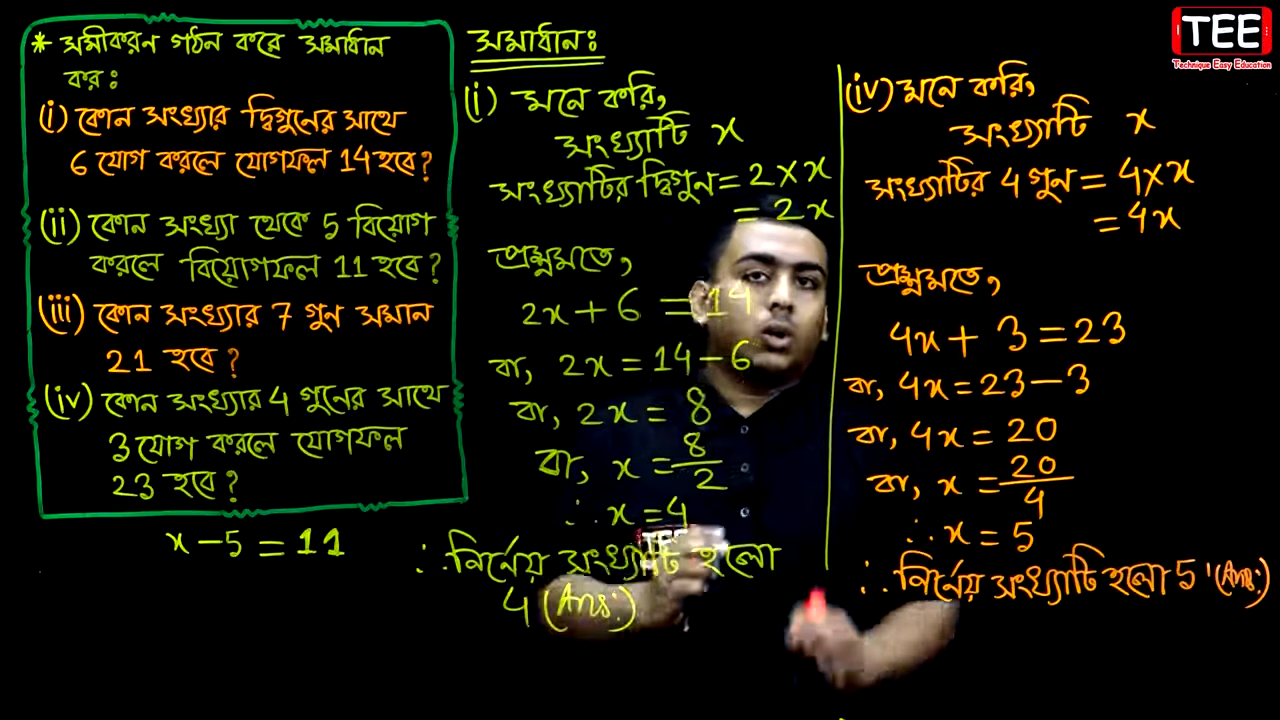 * সমীকরণ গঠন করে সমাধান
কর:
(i) কোন সংখ্যার দ্বিগুনের সাথে
6 যোগ করলে যোগফল 14 হবে?
(ii) কোন সংখ্যা থেকে 5 বিয়োগ
করলে বিয়োগফল 11 হবে?
(iii) কোন সংখ্যার 7 গুন সমান
21 হবে?
(iv) কোন সংখ্যার 4 গুনের সাথে
3 যোগ করলে যোগফল
23 হবে?
x - 5 = 11
সমাধান:
(i) মনে করি,
সংখ্যাটি x
সংখ্যাটির দ্বিগুন = 2 × x
= 2x
প্রশ্নমতে,
2x + 6 = 14
বা, 2x = 14 - 6
বা, 2x = 8
বা, x = 8/2
∴ x = 4
∴ নির্নেয় সংখ্যাটি হলো
4 (Ans:)
(iv) মনে করি,
সংখ্যাটি x
সংখ্যাটির 4 গুন = 4 × x
= 4x
প্রশ্নমতে,
4x + 3 = 23
বা, 4x = 23 - 3
বা, 4x = 20
বা, x = 20/4
∴ x = 5
∴ নির্নেয় সংখ্যাটি হলো 5 (Ans:)
TEE
Technique Easy Education
TEE